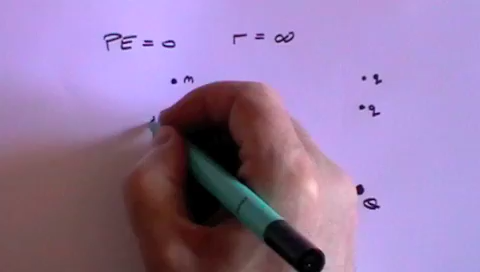 PE = 0 r = ∞
m q
q
Q